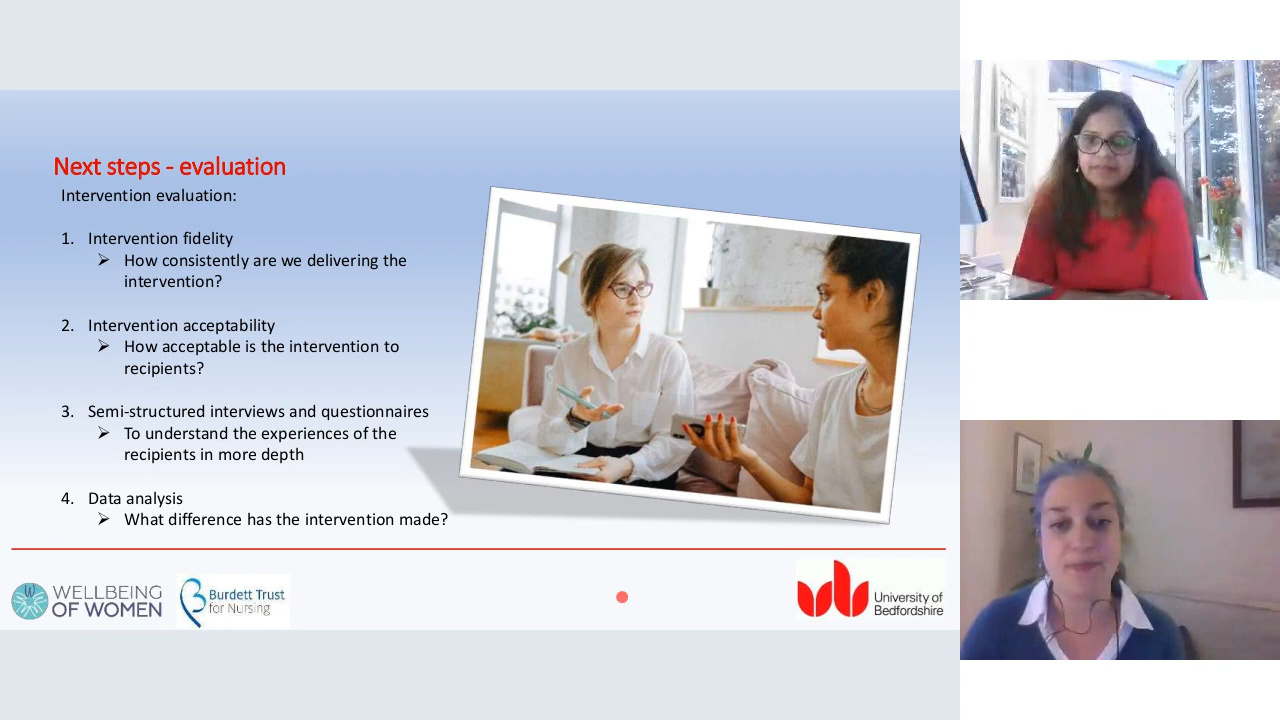 Next steps - evaluation
Intervention evaluation:
1. Intervention fidelity
How consistently are we delivering the
intervention?
2. Intervention acceptability
How acceptable is the intervention to
recipients?
3. Semi-structured interviews and questionnaires
To understand the experiences of the
recipients in more depth
4. Data analysis
What difference has the intervention made?
W
WELLBEING
OF WOMEN
Burdett Trust
for Nursing
University of
Bedfordshire